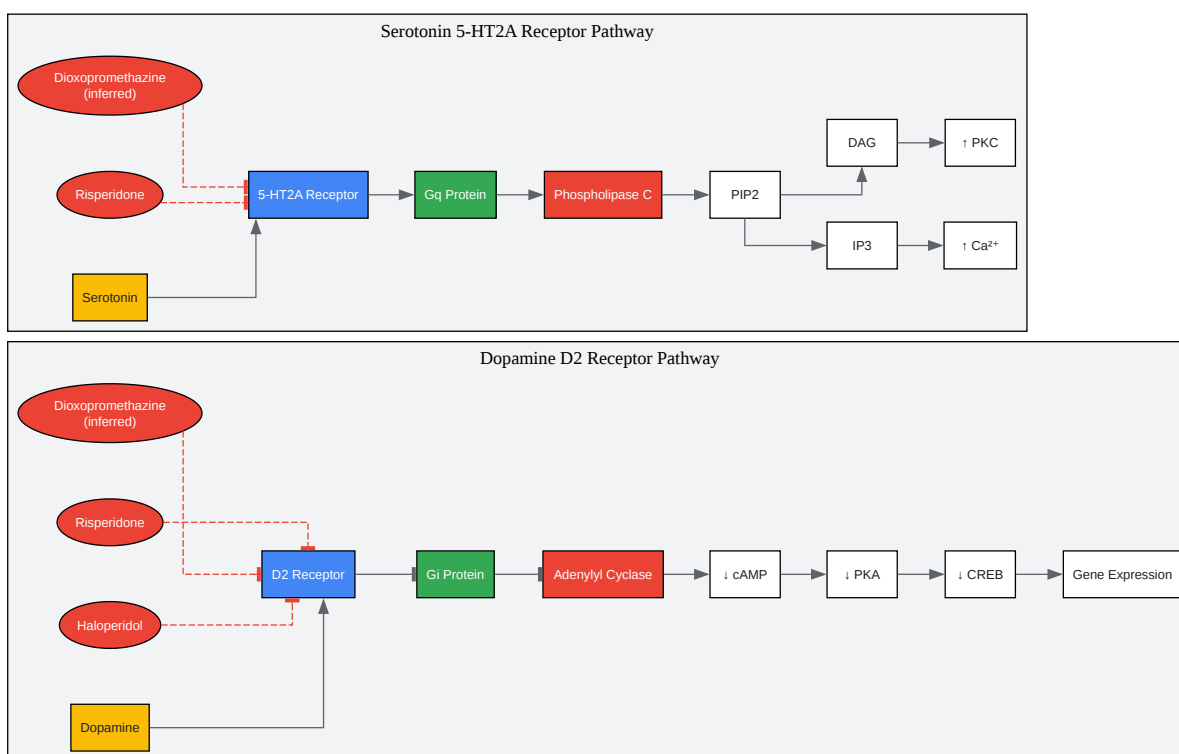 Serotonin 5-HT2A Receptor Pathway
Dioxopromethazine
(inferred)
Risperidone
5-HT2A Receptor
Gq Protein
Phospholipase C
PIP2
DAG
↑ PKC
IP3
↑ Ca²⁺
Serotonin
Dopamine D2 Receptor Pathway
Dioxopromethazine
(inferred)
Risperidone
D2 Receptor
Gi Protein
Adenylyl Cyclase
↓ cAMP
↓ PKA
↓ CREB
Gene Expression
Haloperidol
Dopamine